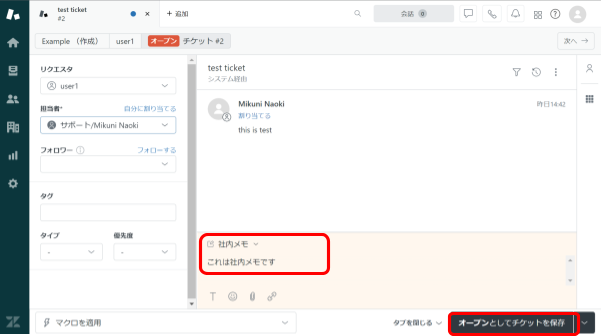 test ticket
#2
+ 追加
会話 0
Example （作成）
user1
オープン チケット #2
次へ →
リクエスタ
user1
担当者*
自分に割り当てる
サポート/Mikuni Naoki
フォロワー
フォローする
タグ
タイプ
優先度
-
-
test ticket
システム経由
Mikuni Naoki
昨日14:42
割り当てる
this is test
社内メモ
これは社内メモです
マクロを適用
タブを閉じる
オープンとしてチケットを保存